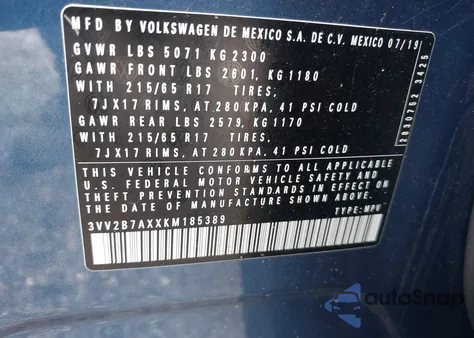 MFD BY VOLKSWAGEN DE MEXICO S.A. DE C.V. MEXICO 07/19
GVWR LBS 5071 KG 2300
GAWR FRONT LBS 2601, KG 1180
WITH 215/65 R17 TIRES,
7JX17 RIMS, AT 280 KPA, 41 PSI COLD
GAWR REAR LBS 2579, KG 1170
WITH 215/65 R17 TIRES,
7JX17 RIMS, AT 280 KPA, 41 PSI COLD
THIS VEHICLE CONFORMS TO ALL APPLICABLE
U.S. FEDERAL MOTOR VEHICLE SAFETY AND
THEFT PREVENTION STANDARDS IN EFFECT ON
THE DATE OF MANUFACTURE SHOWN ABOVE.
3VV2B7AXXKM185389 TYPE: MPV
2030752 3425
autoSnap